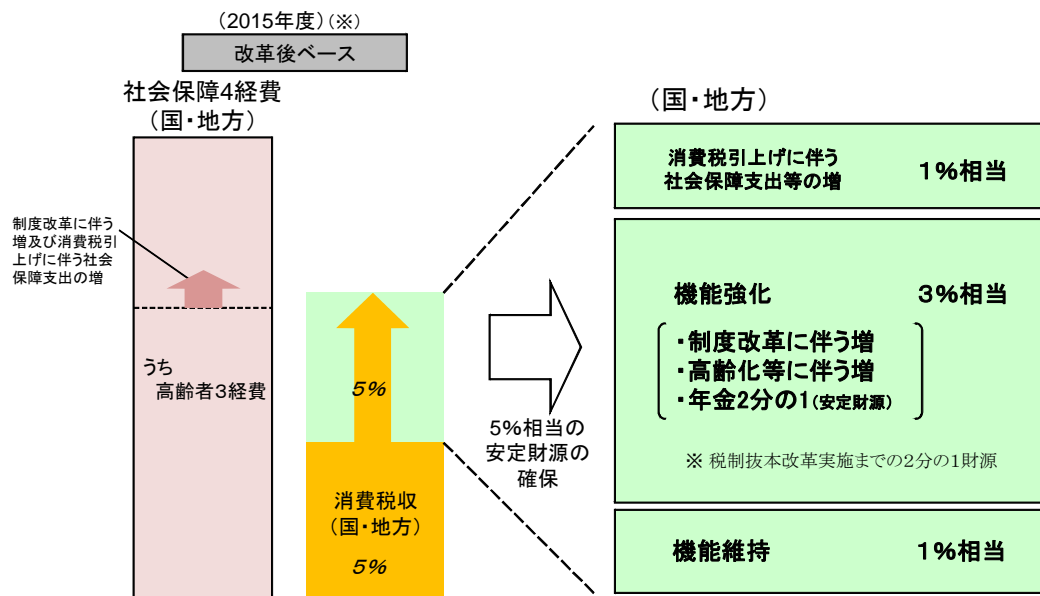 (2015年度)(※)
改革後ベース
社会保障4経費
(国・地方)
制度改革に伴う
増及び消費税引
上げに伴う社会
保障支出の増
うち
高齢者3経費
5%
消費税収
(国・地方)
5%
5%相当の
安定財源の
確保
(国・地方)
消費税引上げに伴う
社会保障支出等の増
1%相当
機能強化 3%相当
・制度改革に伴う増
・高齢化等に伴う増
・年金2分の1(安定財源)
※ 税制抜本改革実施までの2分の1財源
機能維持 1%相当